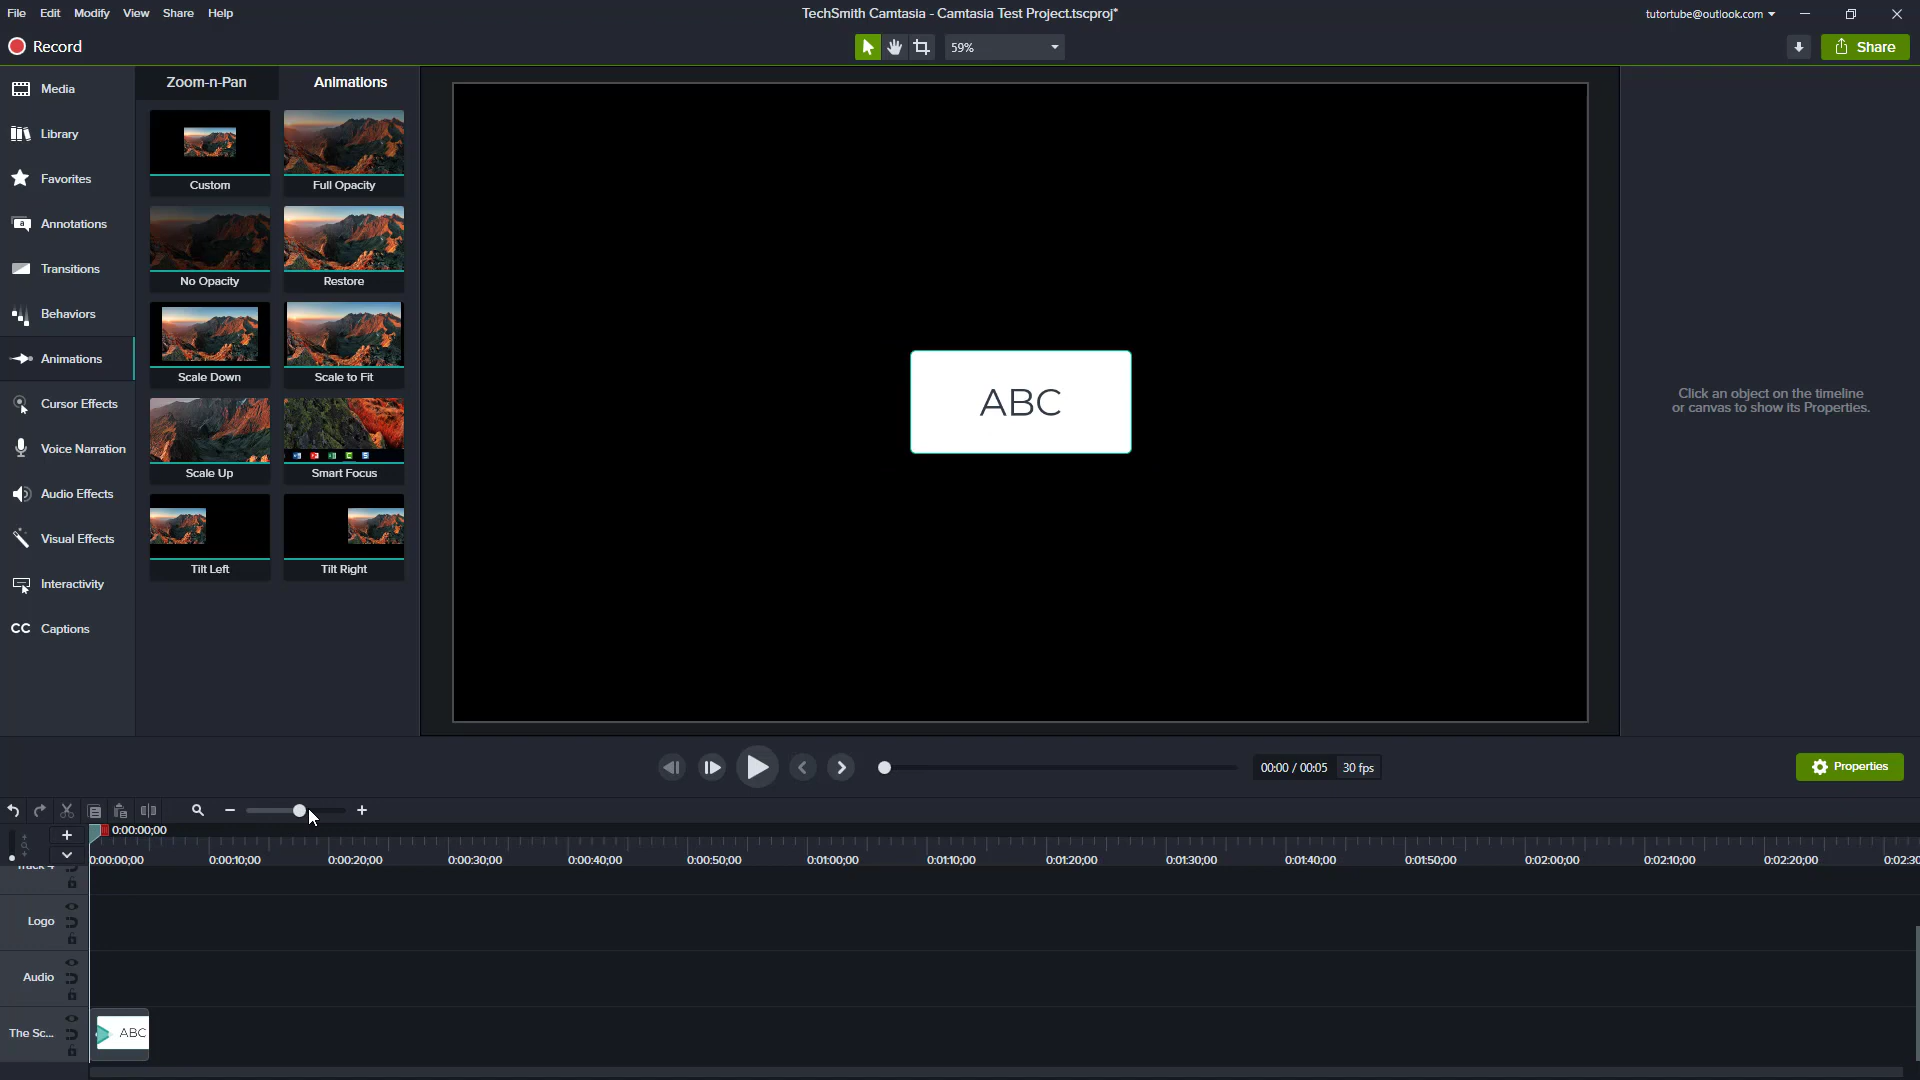 File Edit Modify View Share Help
TechSmith Camtasia - Camtasia Test Project.tscproj*
tutortube@outlook.com
Record
59%
Share
Media
Library
Favorites
a Annotations
Transitions
Behaviors
Animations
Cursor Effects
Voice Narration
Audio Effects
Visual Effects
Interactivity
CC Captions
Zoom-n-Pan Animations
Custom Full Opacity
No Opacity Restore
Scale Down Scale to Fit
Scale Up Smart Focus
Tilt Left Tilt Right
ABC
Click an object on the timeline
or canvas to show its Properties.
00:00 / 00:05 30 fps
Properties
0:00:00;00
0:00:00;00 0:00:10;00 0:00:20;00 0:00:30;00 0:00:40;00 0:00:50;00 0:01:00;00 0:01:10;00 0:01:20;00 0:01:30;00 0:01:40;00 0:01:50;00 0:02:00;00 0:02:10;00 0:02:20;00 0:02:30
Track 4
Logo
Audio
The Sc...
ABC